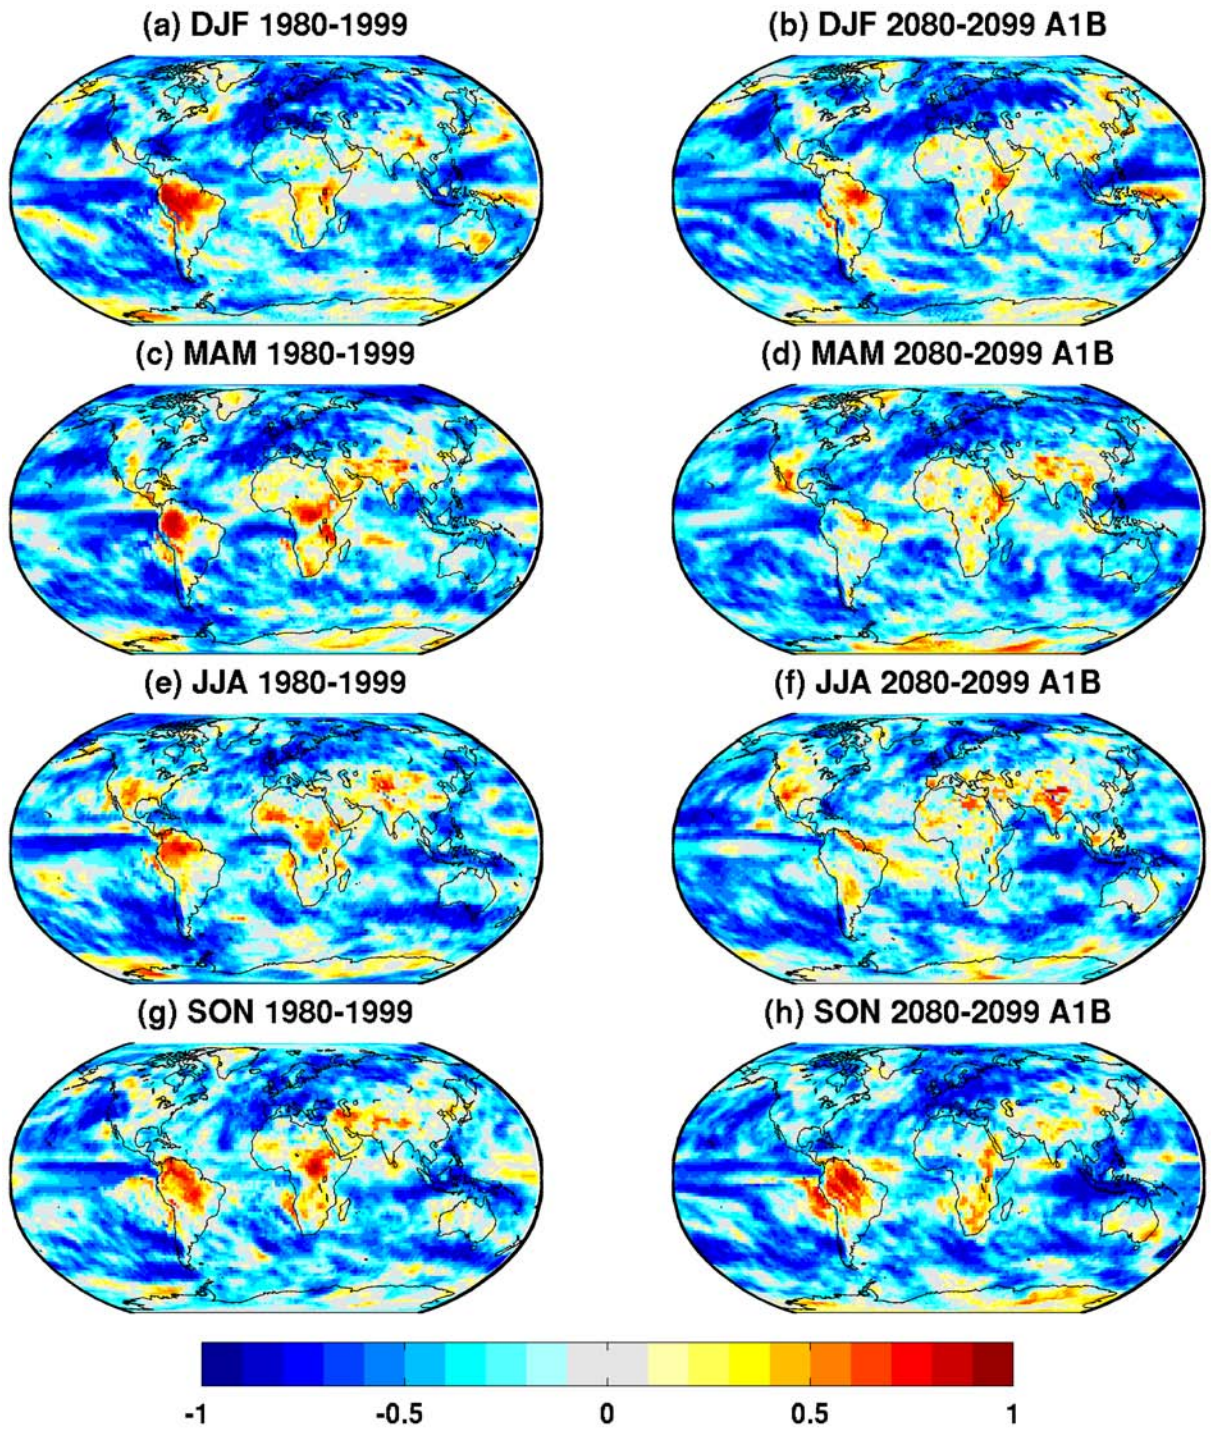 (a) DJF 1980-1999
(b) DJF 2080-2099 A1B
(c) MAM 1980-1999
(d) MAM 2080-2099 A1B
(e) JJA 1980-1999
(f) JJA 2080-2099 A1B
(g) SON 1980-1999
(h) SON 2080-2099 A1B
-1 -0.5 0 0.5 1